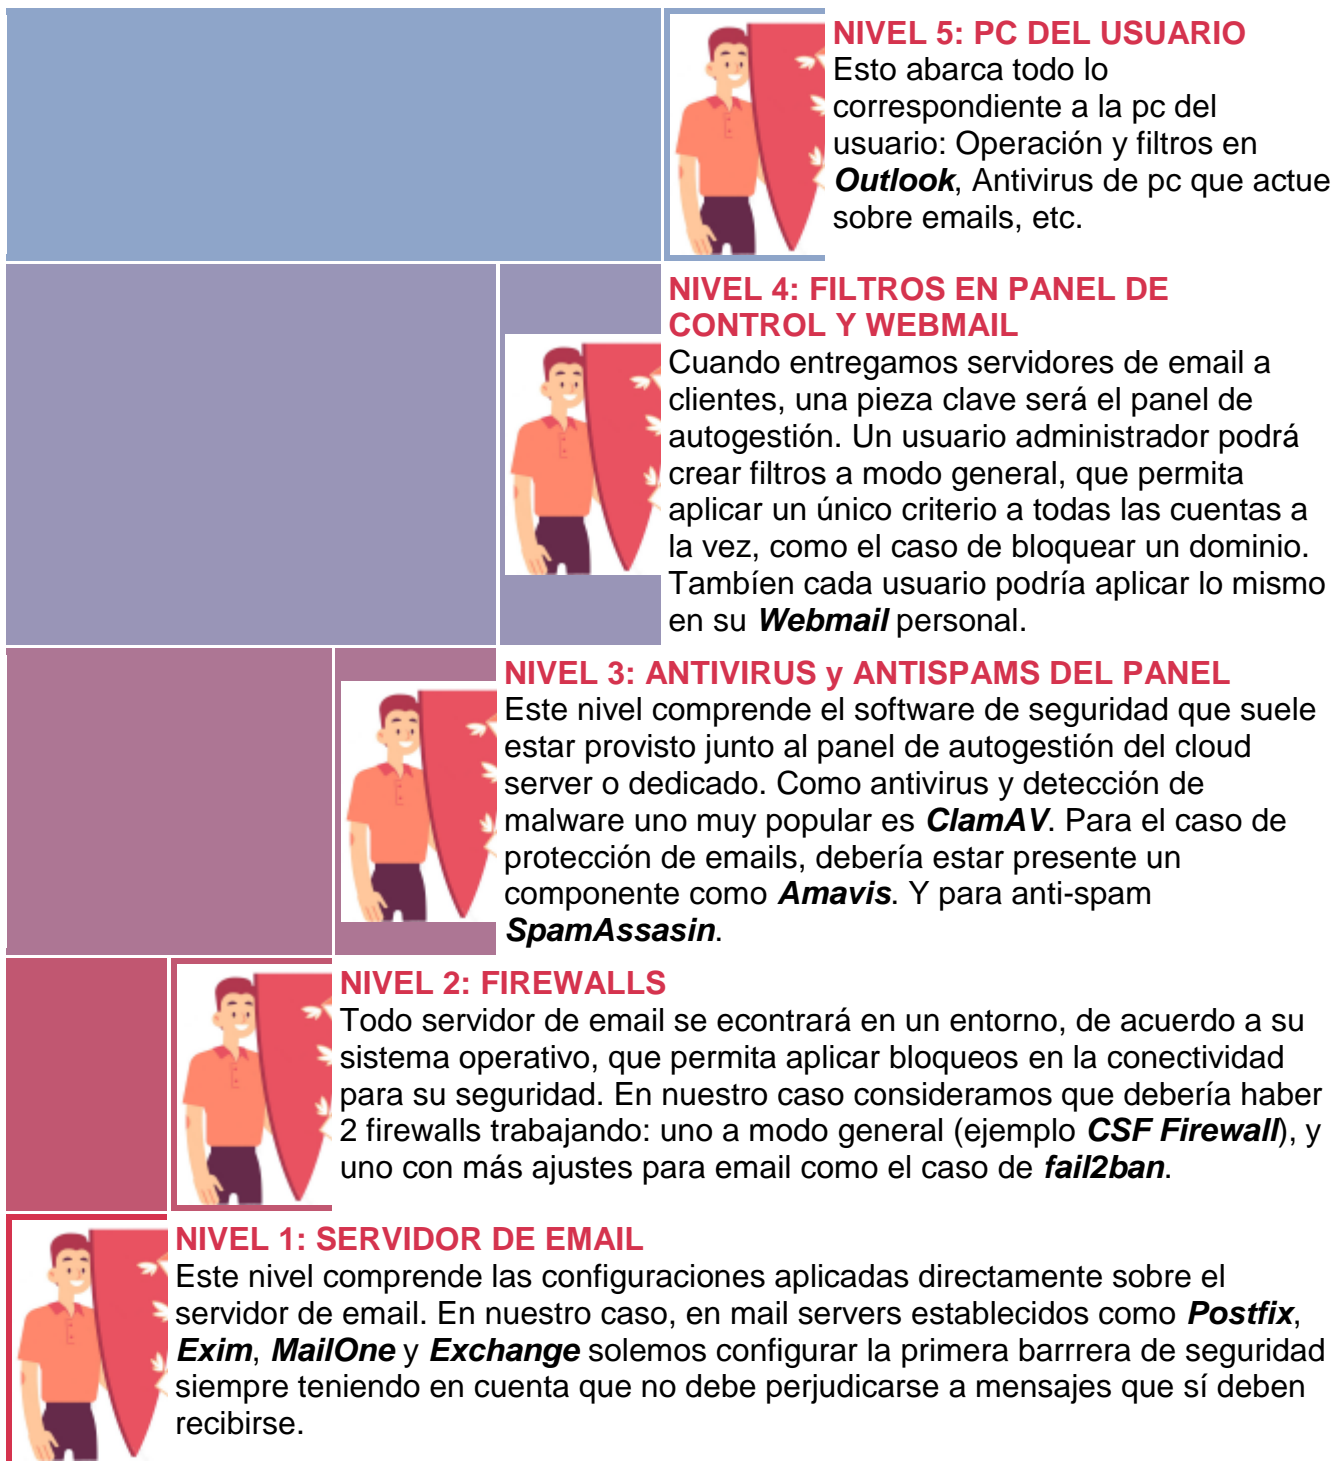 NIVEL 5: PC DEL USUARIO
Esto abarca todo lo
correspondiente a la pc del
usuario: Operación y filtros en
Outlook, Antivirus de pc que actue
sobre emails, etc.
NIVEL 4: FILTROS EN PANEL DE
CONTROL Y WEBMAIL
Cuando entregamos servidores de email a
clientes, una pieza clave será el panel de
autogestión. Un usuario administrador podrá
crear filtros a modo general, que permita
aplicar un único criterio a todas las cuentas a
la vez, como el caso de bloquear un dominio.
Tambíen cada usuario podría aplicar lo mismo
en su Webmail personal.
NIVEL 3: ANTIVIRUS y ANTISPAMS DEL PANEL
Este nivel comprende el software de seguridad que suele
estar provisto junto al panel de autogestión del cloud
server o dedicado. Como antivirus y detección de
malware uno muy popular es ClamAV. Para el caso de
protección de emails, debería estar presente un
componente como Amavis. Y para anti-spam
SpamAssasin.
NIVEL 2: FIREWALLS
Todo servidor de email se econtrará en un entorno, de acuerdo a su
sistema operativo, que permita aplicar bloqueos en la conectividad
para su seguridad. En nuestro caso consideramos que debería haber
2 firewalls trabajando: uno a modo general (ejemplo CSF Firewall), y
uno con más ajustes para email como el caso de fail2ban.
NIVEL 1: SERVIDOR DE EMAIL
Este nivel comprende las configuraciones aplicadas directamente sobre el
servidor de email. En nuestro caso, en mail servers establecidos como Postfix,
Exim, MailOne y Exchange solemos configurar la primera barrrera de seguridad
siempre teniendo en cuenta que no debe perjudicarse a mensajes que sí deben
recibirse.